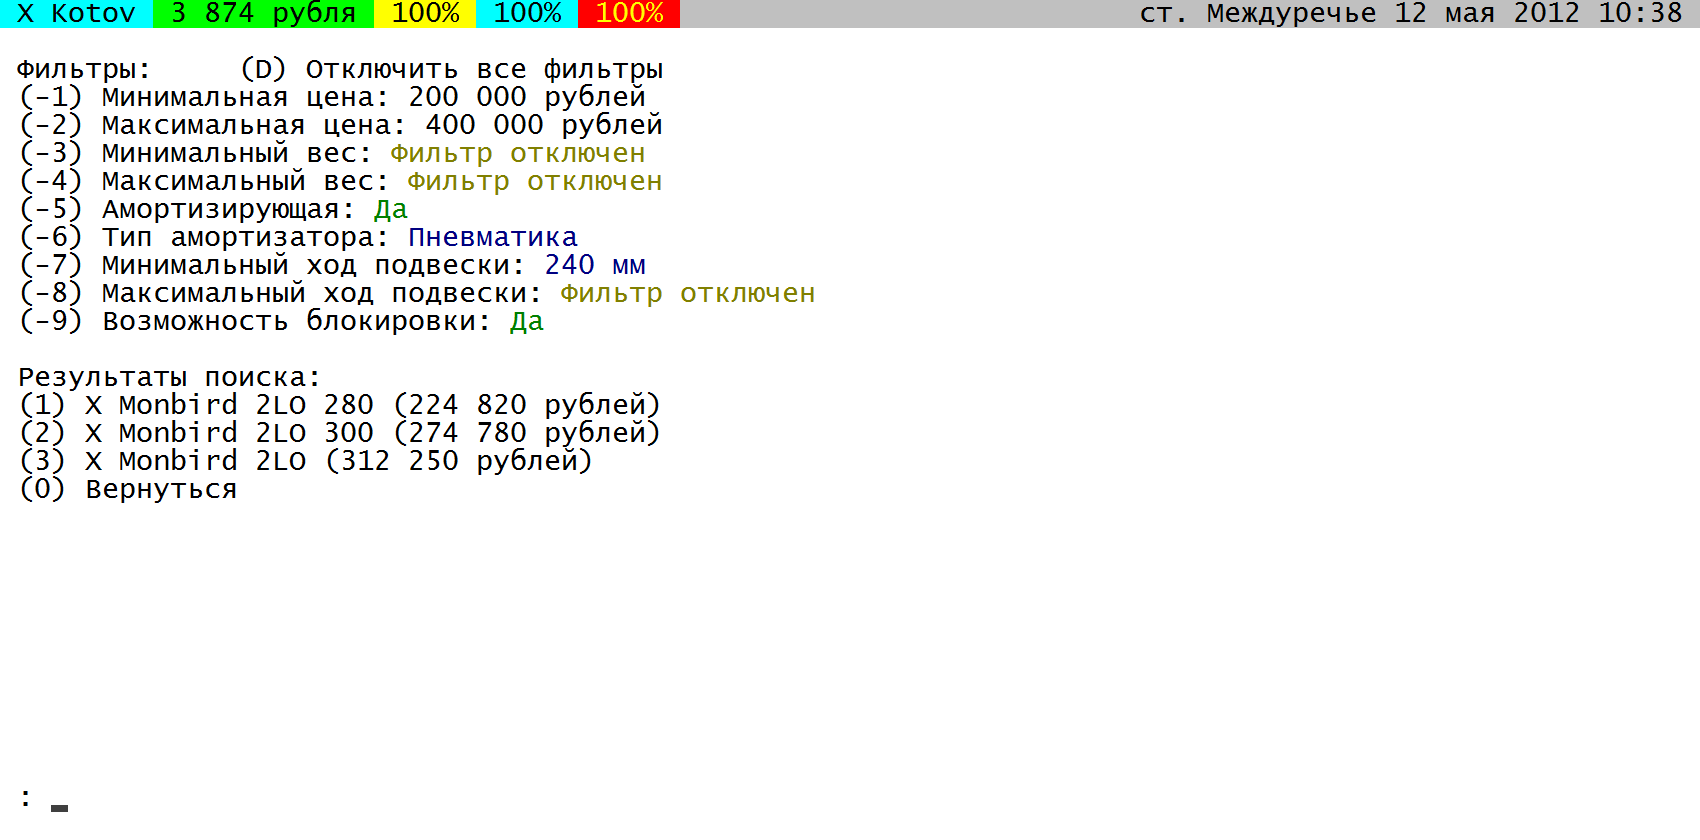 X Kotov 3 874 рубля 100% 100% 100% ст. Междуречье 12 мая 2012 10:38
Фильтры: (D) Отключить все фильтры
(-1) Минимальная цена: 200 000 рублей
(-2) Максимальная цена: 400 000 рублей
(-3) Минимальный вес: Фильтр отключен
(-4) Максимальный вес: Фильтр отключен
(-5) Амортизирующая: Да
(-6) Тип амортизатора: Пневматика
(-7) Минимальный ход подвески: 240 мм
(-8) Максимальный ход подвески: Фильтр отключен
(-9) Возможность блокировки: Да
Результаты поиска:
(1) X Monbird 2LO 280 (224 820 рублей)
(2) X Monbird 2LO 300 (274 780 рублей)
(3) X Monbird 2LO (312 250 рублей)
(0) Вернуться
: _